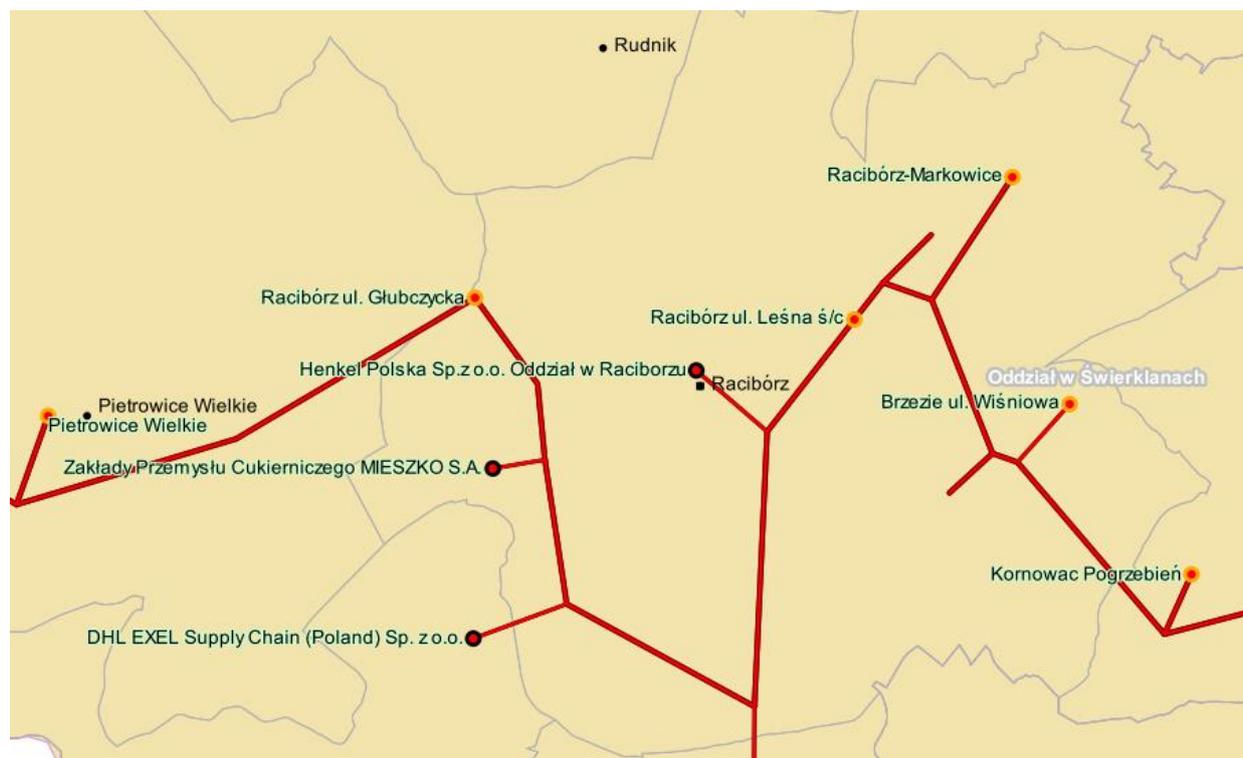 Rudnik
Racibórz-Markowice
Racibórz ul. Głubczycka
Racibórz ul. Leśna ś/c
Henkel Polska Sp.z o.o. Oddział w Raciborzu
Racibórz
Oddział w Świerklanach
Brzezie ul. Wiśniowa
Pietrowice Wielkie
Pietrowice Wielkie
Zakłady Przemysłu Cukierniczego MIESZKO S.A.
Kornowac Pogrzebień
DHL EXEL Supply Chain (Poland) Sp. z o.o.